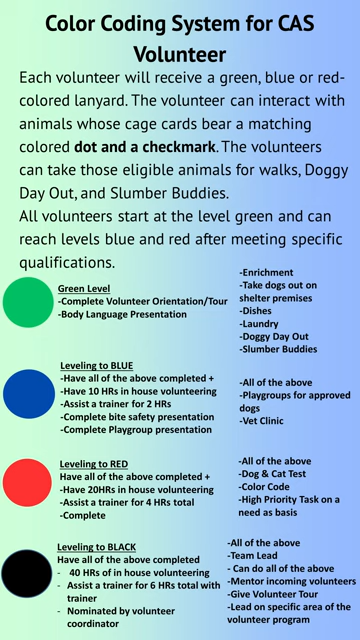 Color Coding System for CAS
Volunteer
Each volunteer will receive a green, blue or red-
colored lanyard. The volunteer can interact with
animals whose cage cards bear a matching
colored dot and a checkmark. The volunteers
can take those eligible animals for walks, Doggy
Day Out, and Slumber Buddies.
All volunteers start at the level green and can
reach levels blue and red after meeting specific
qualifications.
Green Level
-Complete Volunteer Orientation/Tour
-Body Language Presentation
-Enrichment
-Take dogs out on
shelter premises
-Dishes
-Laundry
-Doggy Day Out
-Slumber Buddies
Leveling to BLUE
-Have all of the above completed +
-Have 10 HRs in house volunteering
-Assist a trainer for 2 HRs
-Complete bite safety presentation
-Complete Playgroup presentation
-All of the above
-Playgroups for approved
dogs
-Vet Clinic
Leveling to RED
Have all of the above completed +
-Have 20HRs in house volunteering
-Assist a trainer for 4 HRs total
-Complete
-All of the above
-Dog & Cat Test
-Color Code
-High Priority Task on a
need as basis
Leveling to BLACK
Have all of the above completed
- 40 HRs of in house volunteering
- Assist a trainer for 6 HRs total with
trainer
- Nominated by volunteer
coordinator
-All of the above
-Team Lead
- Can do all of the above
-Mentor incoming volunteers
-Give Volunteer Tour
-Lead on specific area of the
volunteer program